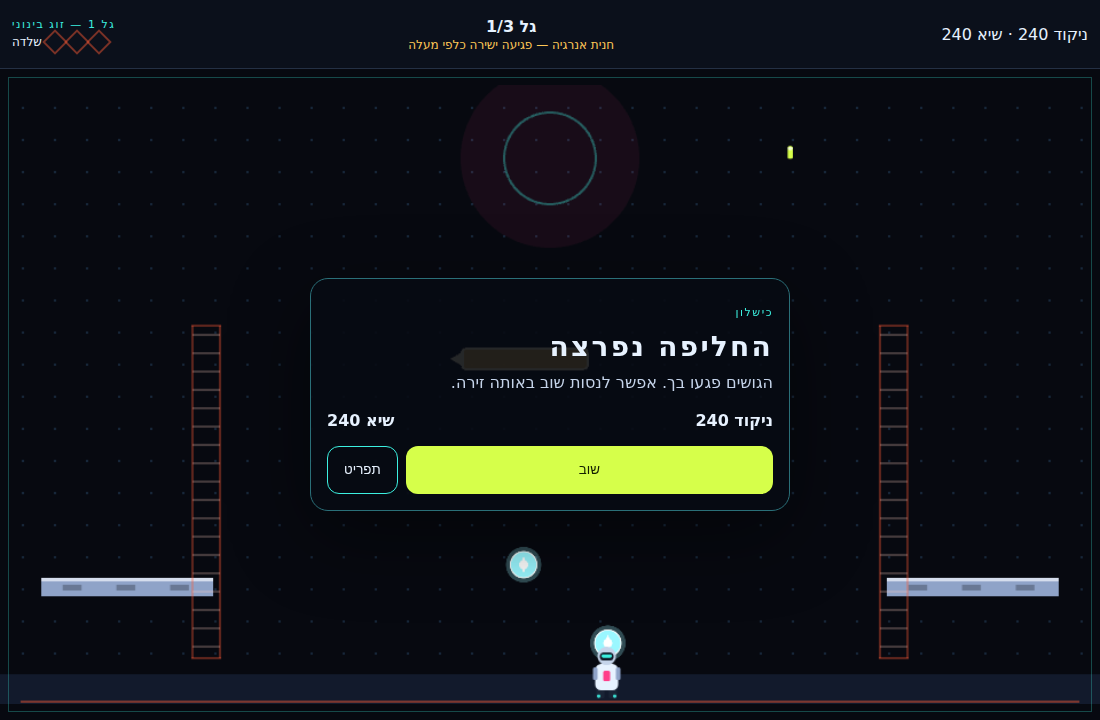 ניקוד 240 · שיא 240
גל 1/3
חנית אנרגיה — פגיעה ישירה כלפי מעלה
גל 1 — זוג בינוני
שלדה
כישלון
החליפה נפרצה
הגושים פגעו בך. אפשר לנסות שוב באותה זירה.
ניקוד 240
שיא 240
שוב
תפריט